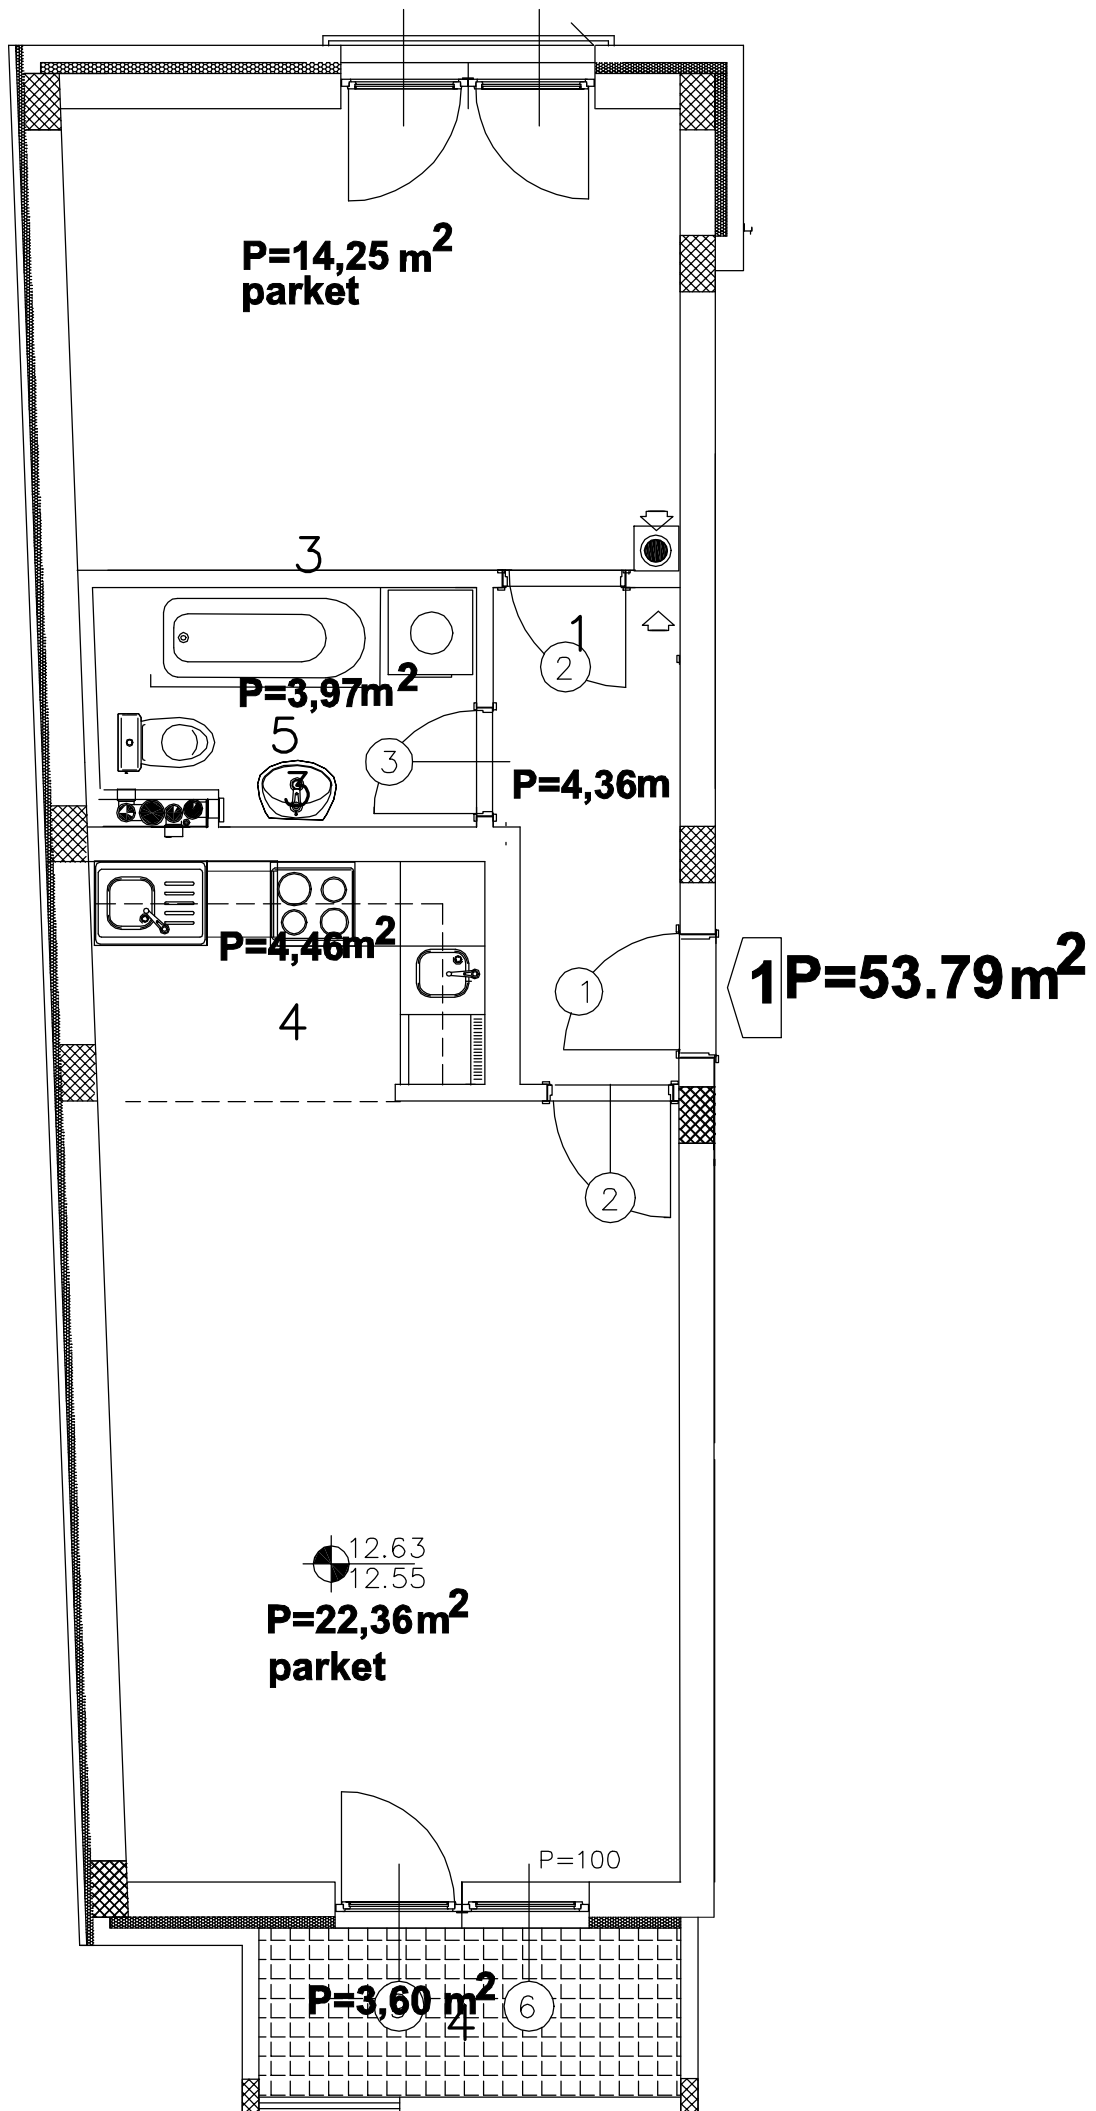 P=14,25 m²
parket
3
1
2
P=3,97m²
5
3
3
P=4,36m
P=4,46m²
4
1
1P=53.79m²
2
12.63
12.55
P=22,36m²
parket
P=100
P=3,60 m²
4
6